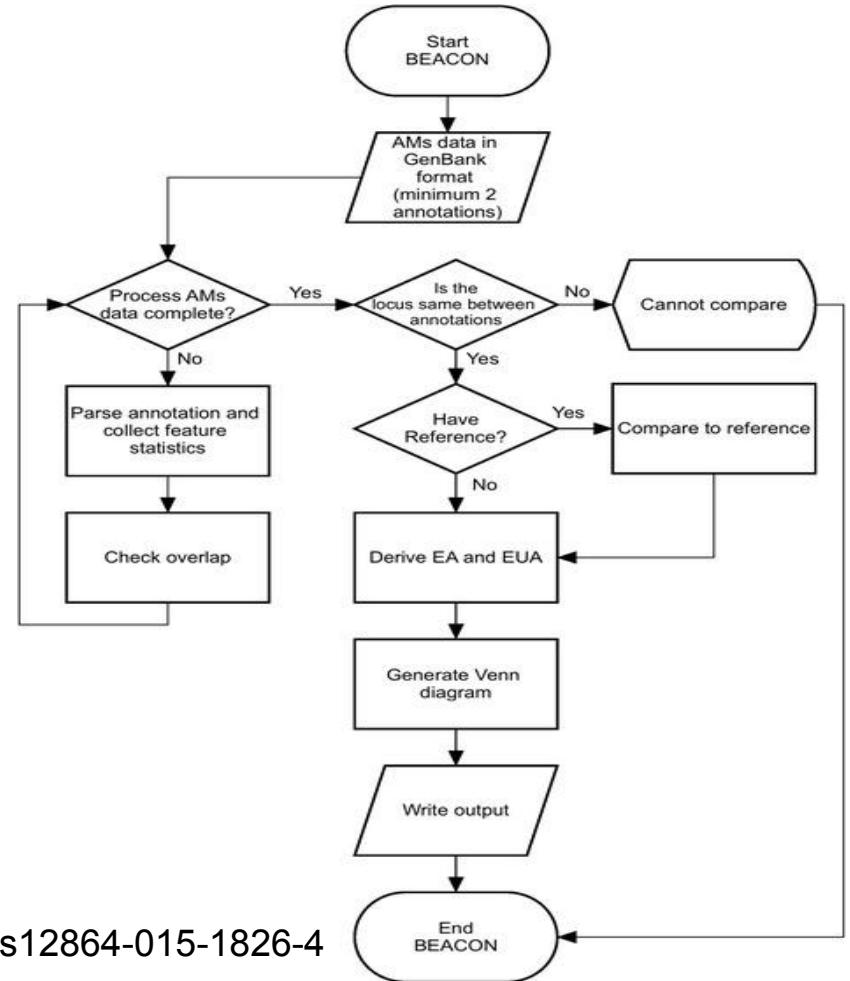 Start
BEACON
AMs data in
GenBank
format
(minimum 2
annotations)
Process AMs
data complete?
Yes
Is the
locus same between
annotations
No
Cannot compare
No
Yes
Parse annotation and
collect feature
statistics
Have
Reference?
Yes
Compare to reference
No
Check overlap
Derive EA and EUA
Generate Venn
diagram
Write output
End
BEACON
s12864-015-1826-4